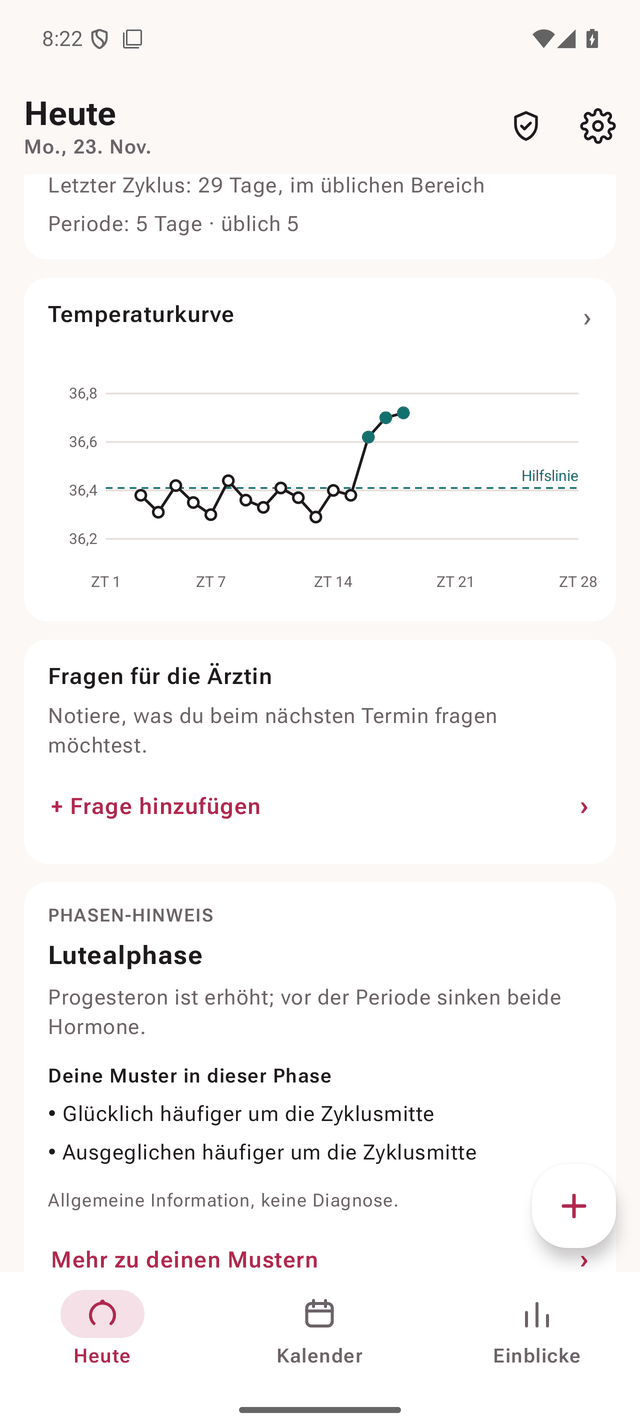 8:22
Heute
Mo., 23. Nov.
Letzter Zyklus: 29 Tage, im üblichen Bereich
Periode: 5 Tage · üblich 5
Temperaturkurve
36,8
36,6
Hilfslinie
36,4
36,2
ZT 1 ZT 7 ZT 14 ZT 21 ZT 28
Fragen für die Ärztin
Notiere, was du beim nächsten Termin fragen
möchtest.
+ Frage hinzufügen
PHASEN-HINWEIS
Lutealphase
Progesteron ist erhöht; vor der Periode sinken beide
Hormone.
Deine Muster in dieser Phase
• Glücklich häufiger um die Zyklusmitte
• Ausgeglichen häufiger um die Zyklusmitte
Allgemeine Information, keine Diagnose.
Mehr zu deinen Mustern
Heute Kalender Einblicke